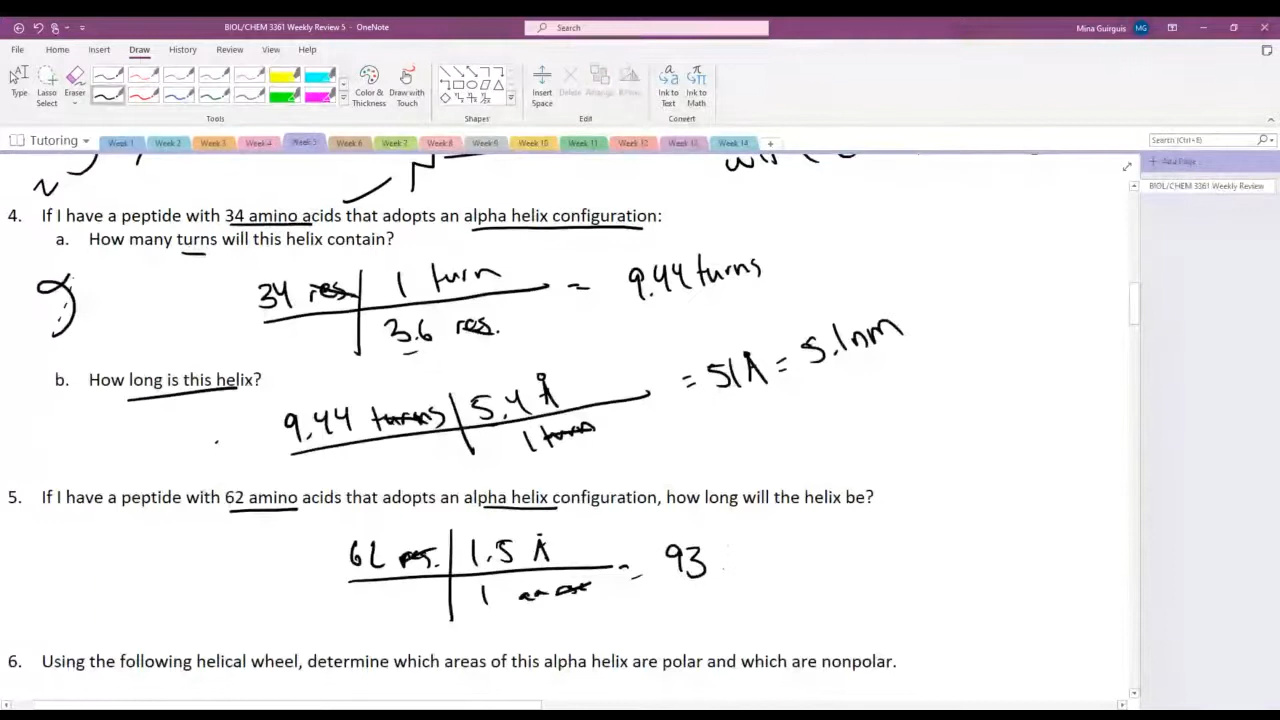 BIOL/CHEM 3361 Weekly Review 5 - OneNote
Search
Mina Guirguis MG
File Home Insert Draw History Review View Help
Type Lasso Select Eraser Color & Thickness Draw with Touch Insert Space Delete Arrange Rotate Ink to Text Ink to Math
Tools Shapes Edit Convert
Tutoring Week 1 Week 2 Week 3 Week 4 Week 5 Week 6 Week 7 Week 8 Week 9 Week 10 Week 11 Week 12 Week 13 Week 14 + Search (Ctrl+E)
Add Page
BIOL/CHEM 3361 Weekly Review
4. If I have a peptide with 34 amino acids that adopts an alpha helix configuration:
a. How many turns will this helix contain?
34 res 1 turn = 9.44 turns
3.6 res.
b. How long is this helix?
9.44 turns 5.4 Å = 51 Å = 5.1 nm
1 turn
5. If I have a peptide with 62 amino acids that adopts an alpha helix configuration, how long will the helix be?
62 res. 1.5 Å = 93
1
6. Using the following helical wheel, determine which areas of this alpha helix are polar and which are nonpolar.